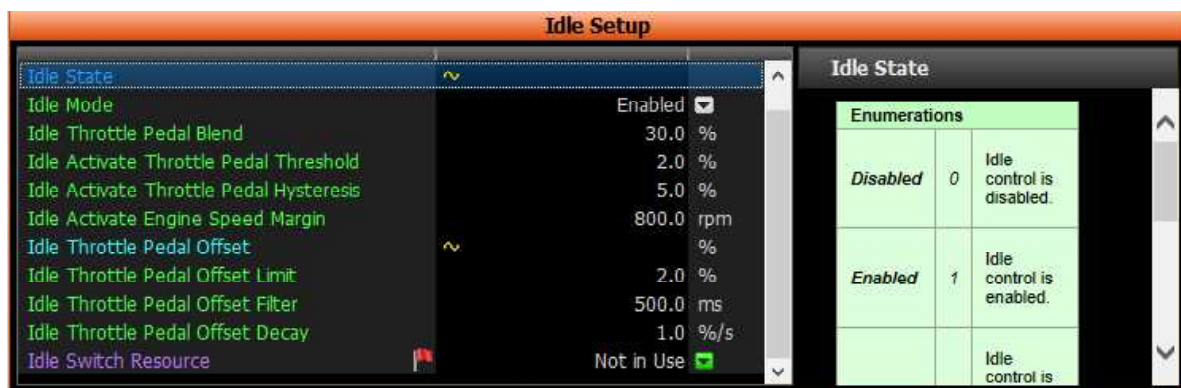 Idle Setup
Idle State
Idle Mode Enabled
Idle Throttle Pedal Blend 30.0 %
Idle Activate Throttle Pedal Threshold 2.0 %
Idle Activate Throttle Pedal Hysteresis 5.0 %
Idle Activate Engine Speed Margin 800.0 rpm
Idle Throttle Pedal Offset %
Idle Throttle Pedal Offset Limit 2.0 %
Idle Throttle Pedal Offset Filter 500.0 ms
Idle Throttle Pedal Offset Decay 1.0 %/s
Idle Switch Resource Not in Use
Idle State
Enumerations
Disabled 0 Idle
control is
disabled.
Enabled 1 Idle
control is
enabled.
Idle
control is